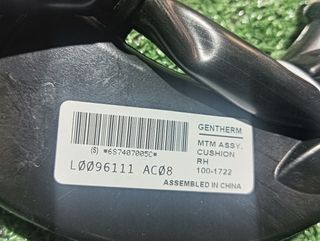 GENTHERM
MTM ASSY.
CUSHION
RH
100-1722
(S) *6S7407005C*
L0096111 AC08
ASSEMBLED IN CHINA